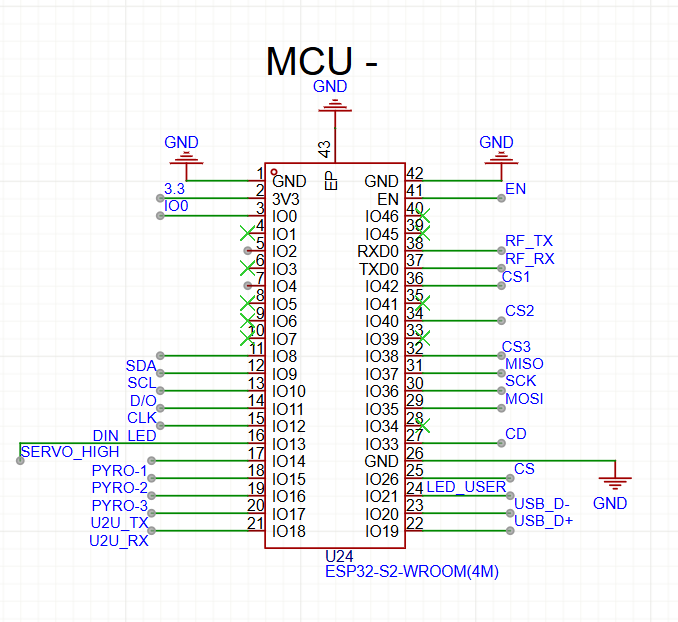 MCU -
GND
43
EP
GND
GND
1 GND GND 42
3.3 2 3V3 EN 41 EN
IO0 3 IO0 IO46 40
4 IO1 IO45 39
5 IO2 RXD0 38 RF_TX
6 IO3 TXD0 37 RF_RX
7 IO4 IO42 36 CS1
8 IO5 IO41 35
9 IO6 IO40 34 CS2
10 IO7 IO39 33
11 IO8 IO38 32 CS3
SDA 12 IO9 IO37 31 MISO
SCL 13 IO10 IO36 30 SCK
D/O 14 IO11 IO35 29 MOSI
CLK 15 IO12 IO34 28
DIN_LED 16 IO13 IO33 27 CD
SERVO_HIGH 17 IO14 GND 26
PYRO-1 18 IO15 IO26 25 CS
PYRO-2 19 IO16 IO21 24 LED_USER
PYRO-3 20 IO17 IO20 23 USB_D-
U2U_TX 21 IO18 IO19 22 USB_D+
U2U_RX
GND
U24
ESP32-S2-WROOM(4M)